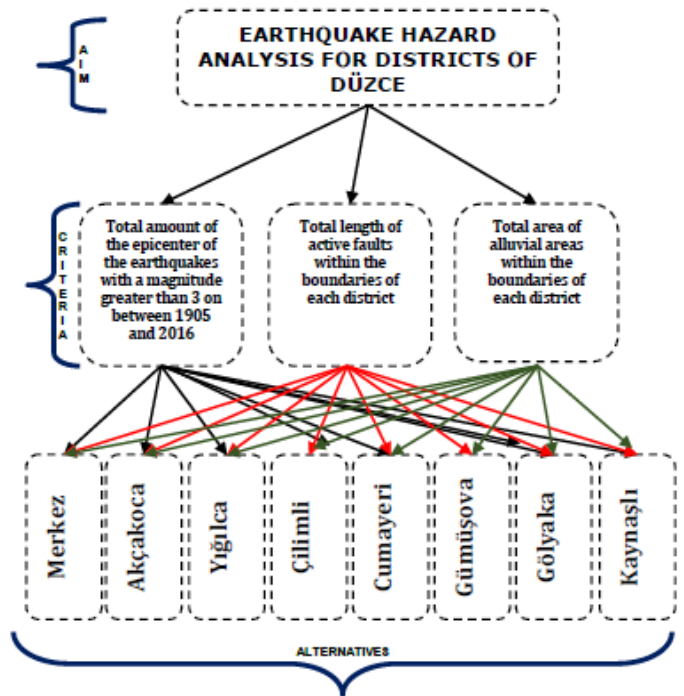 AIM
EARTHQUAKE HAZARD
ANALYSIS FOR DISTRICTS OF
DÜZCE
CRITERIA
Total amount of
the epicenter of
the earthquakes
with a magnitude
greater than 3 on
between 1905
and 2016
Total length of
active faults
within the
boundaries of
each district
Total area of
alluvial areas
within the
boundaries of
each district
Merkez
Akçakoca
Yığılca
Çilimli
Cumayeri
Gümüşova
Gölyaka
Kaynaşlı
ALTERNATIVES